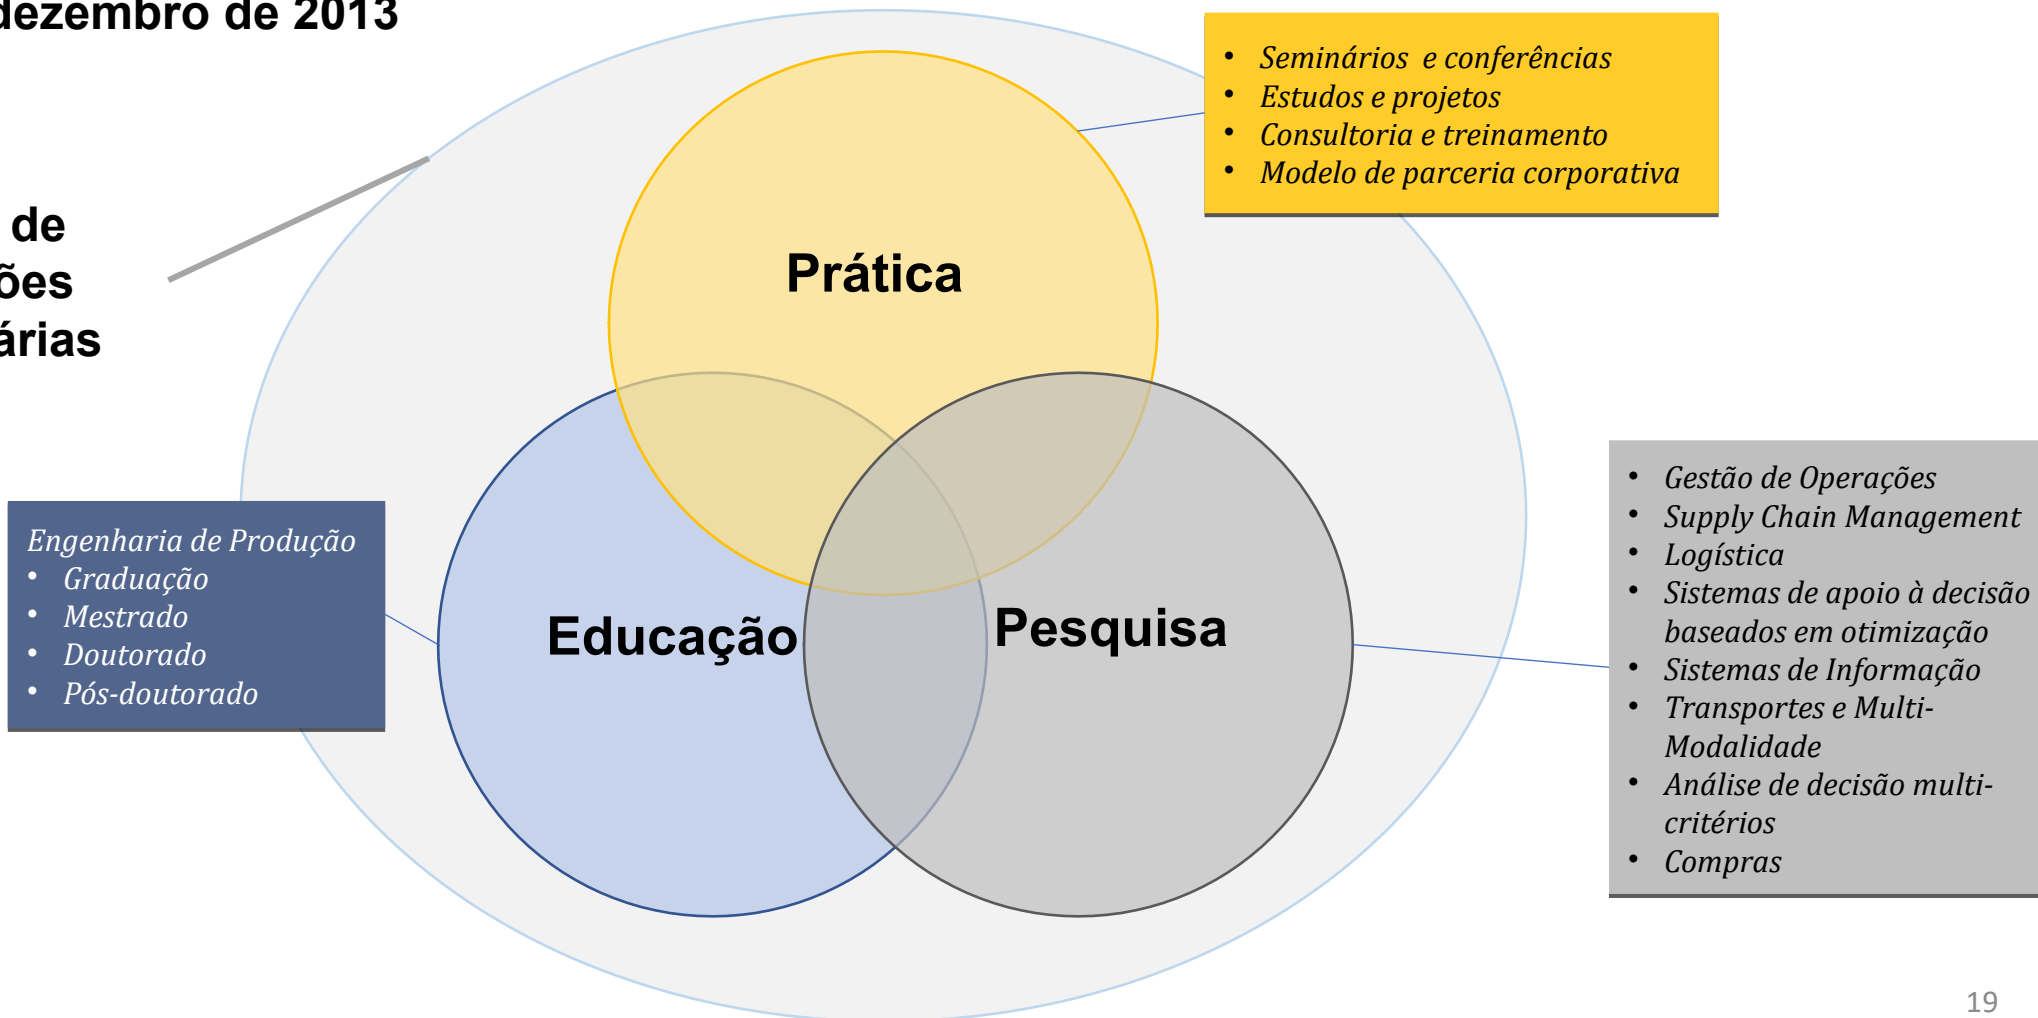 dezembro de 2013
de
ões
árias
• Seminários e conferências
• Estudos e projetos
• Consultoria e treinamento
• Modelo de parceria corporativa
Prática
Educação
Pesquisa
Engenharia de Produção
• Graduação
• Mestrado
• Doutorado
• Pós-doutorado
• Gestão de Operações
• Supply Chain Management
• Logística
• Sistemas de apoio à decisão
baseados em otimização
• Sistemas de Informação
• Transportes e Multi-
Modalidade
• Análise de decisão multi-
critérios
• Compras
19